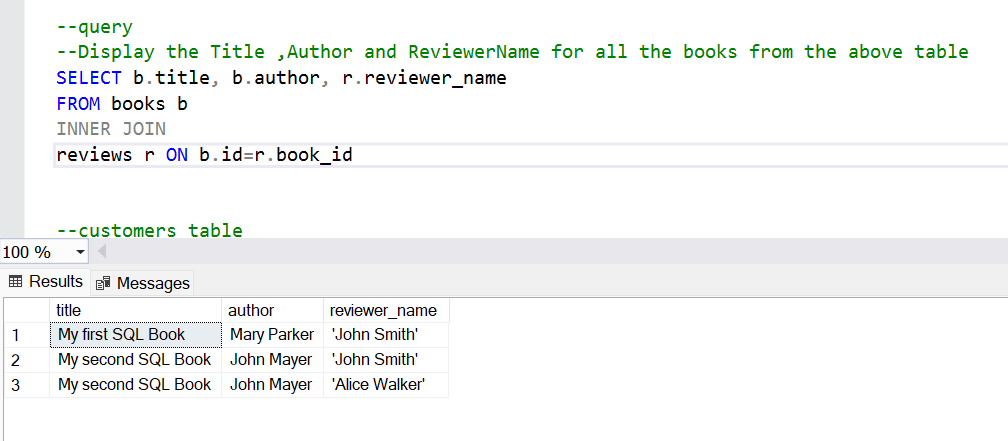 --query
--Display the Title ,Author and ReviewerName for all the books from the above table
SELECT b.title, b.author, r.reviewer_name
FROM books b
INNER JOIN
reviews r ON b.id=r.book_id
--customers table
100 %
Results Messages
title author reviewer_name
1 My first SQL Book Mary Parker 'John Smith'
2 My second SQL Book John Mayer 'John Smith'
3 My second SQL Book John Mayer 'Alice Walker'